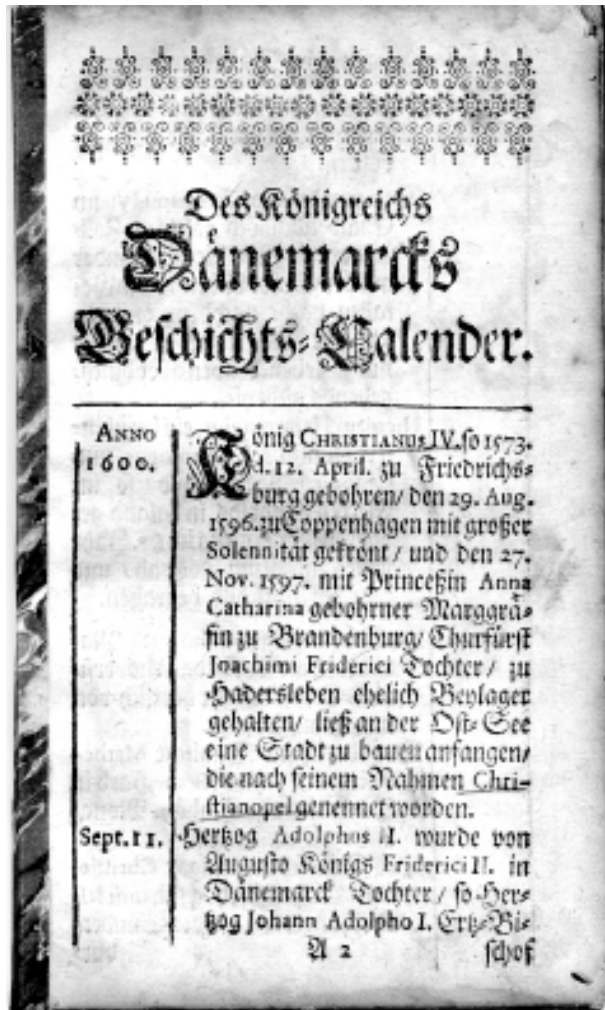 Des Königreichs
Dänemarcks
Geschichts-Calender.
ANNO
1600.
König CHRISTIANUS IV. so 1573.
d. 12. April. zu Friedrichs-
burg gebohren/ den 29. Aug.
1596. zu Coppenhagen mit großer
Solennität gekrönt/ und den 27.
Nov. 1597. mit Princeßin Anna
Catharina gebohrner Marggrä-
fin zu Brandenburg/ Churfürst
Joachimi Friderici Tochter/ zu
Hadersleben ehelich Beylager
gehalten/ ließ an der Ost-See
eine Stadt zu bauen anfangen/
die nach seinem Nahmen Chri-
stianopel genennet worden.
Sept. 11. Hertzog Adolphus II. wurde von
Augusto Königs Friderici II. in
Dänemarck Tochter/ so Her-
tzog Johann Adolpho I. Ertz-Bi-
A 2 schof